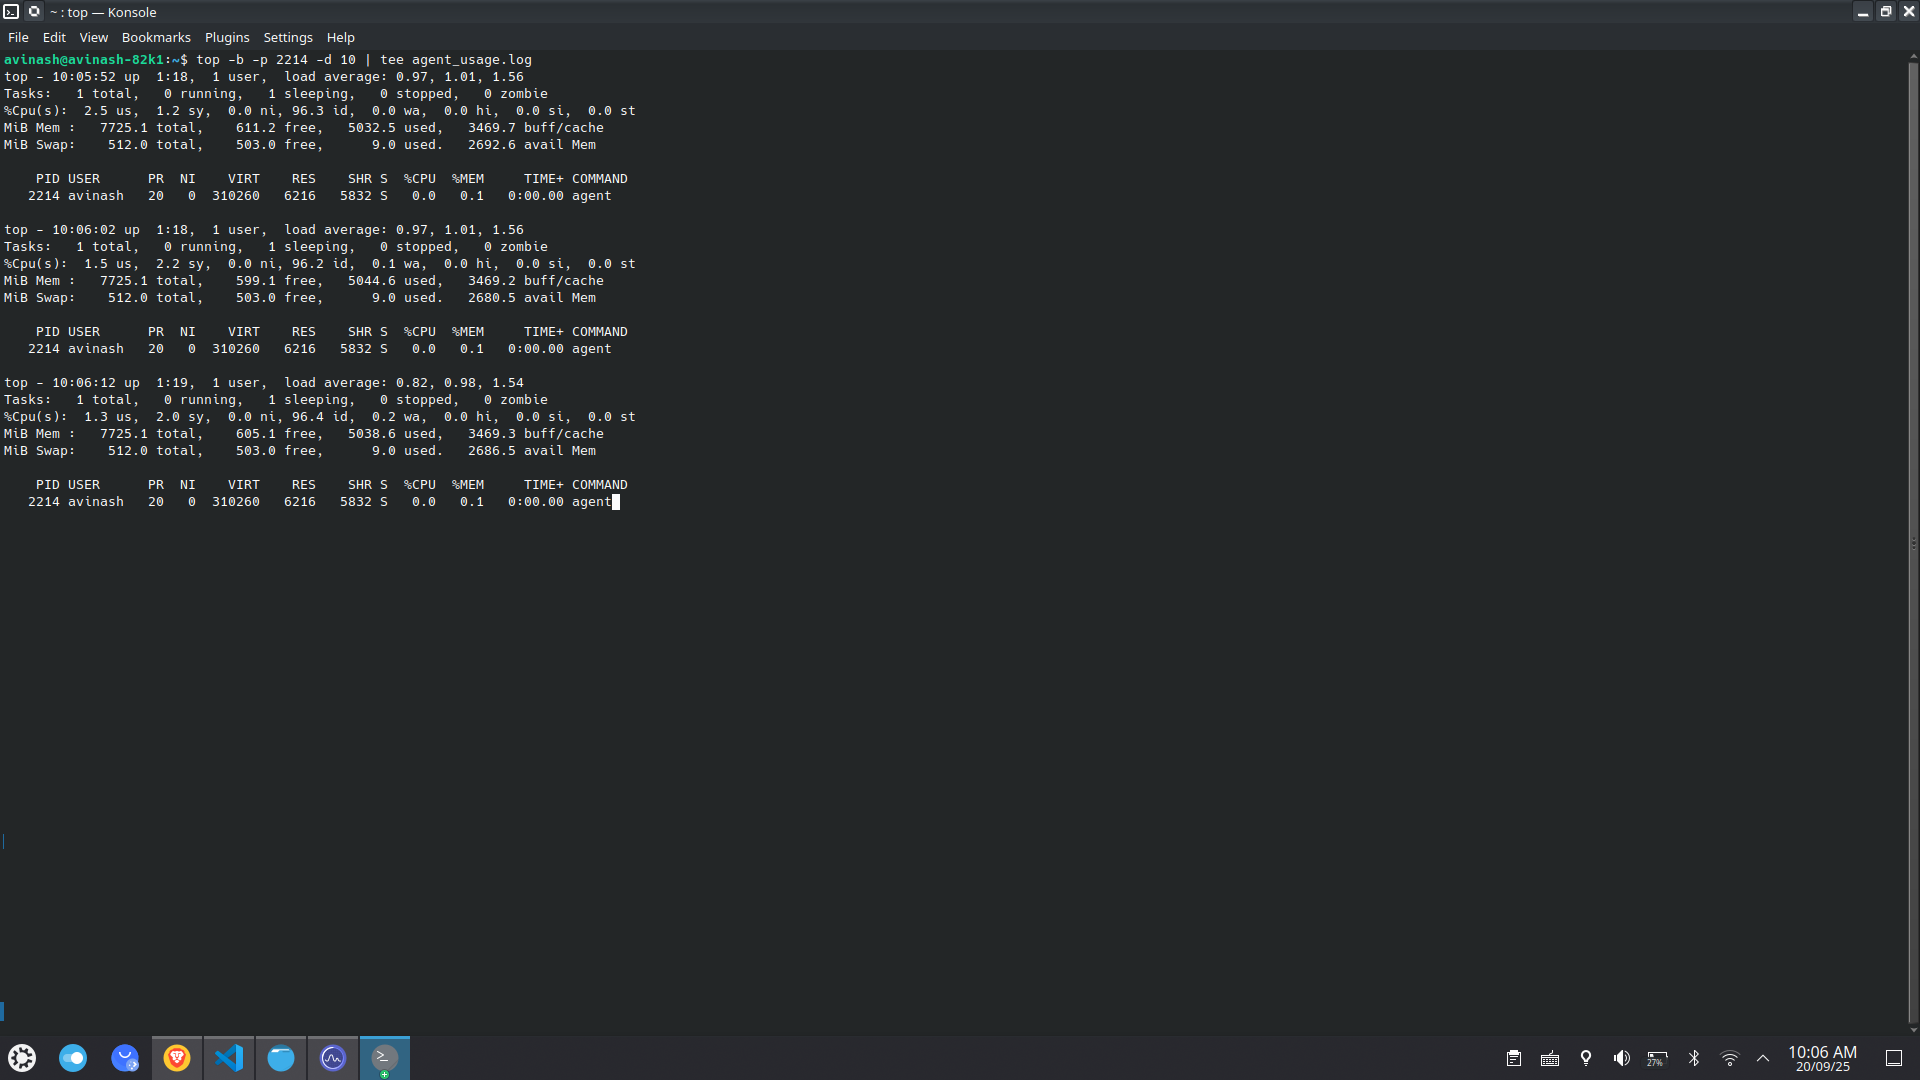 ~ : top — Konsole
File Edit View Bookmarks Plugins Settings Help
avinash@avinash-82k1:~$ top -b -p 2214 -d 10 | tee agent_usage.log
top - 10:05:52 up  1:18,  1 user,  load average: 0.97, 1.01, 1.56
Tasks:   1 total,   0 running,   1 sleeping,   0 stopped,   0 zombie
%Cpu(s):  2.5 us,  1.2 sy,  0.0 ni, 96.3 id,  0.0 wa,  0.0 hi,  0.0 si,  0.0 st
MiB Mem :   7725.1 total,    611.2 free,   5032.5 used,   3469.7 buff/cache
MiB Swap:    512.0 total,    503.0 free,      9.0 used.   2692.6 avail Mem
    PID USER      PR  NI    VIRT    RES    SHR S  %CPU  %MEM     TIME+ COMMAND
   2214 avinash   20   0  310260   6216   5832 S   0.0   0.1   0:00.00 agent
top - 10:06:02 up  1:18,  1 user,  load average: 0.97, 1.01, 1.56
Tasks:   1 total,   0 running,   1 sleeping,   0 stopped,   0 zombie
%Cpu(s):  1.5 us,  2.2 sy,  0.0 ni, 96.2 id,  0.1 wa,  0.0 hi,  0.0 si,  0.0 st
MiB Mem :   7725.1 total,    599.1 free,   5044.6 used,   3469.2 buff/cache
MiB Swap:    512.0 total,    503.0 free,      9.0 used.   2680.5 avail Mem
    PID USER      PR  NI    VIRT    RES    SHR S  %CPU  %MEM     TIME+ COMMAND
   2214 avinash   20   0  310260   6216   5832 S   0.0   0.1   0:00.00 agent
top - 10:06:12 up  1:19,  1 user,  load average: 0.82, 0.98, 1.54
Tasks:   1 total,   0 running,   1 sleeping,   0 stopped,   0 zombie
%Cpu(s):  1.3 us,  2.0 sy,  0.0 ni, 96.4 id,  0.2 wa,  0.0 hi,  0.0 si,  0.0 st
MiB Mem :   7725.1 total,    605.1 free,   5038.6 used,   3469.3 buff/cache
MiB Swap:    512.0 total,    503.0 free,      9.0 used.   2686.5 avail Mem
    PID USER      PR  NI    VIRT    RES    SHR S  %CPU  %MEM     TIME+ COMMAND
   2214 avinash   20   0  310260   6216   5832 S   0.0   0.1   0:00.00 agent
27%
10:06 AM
20/09/25